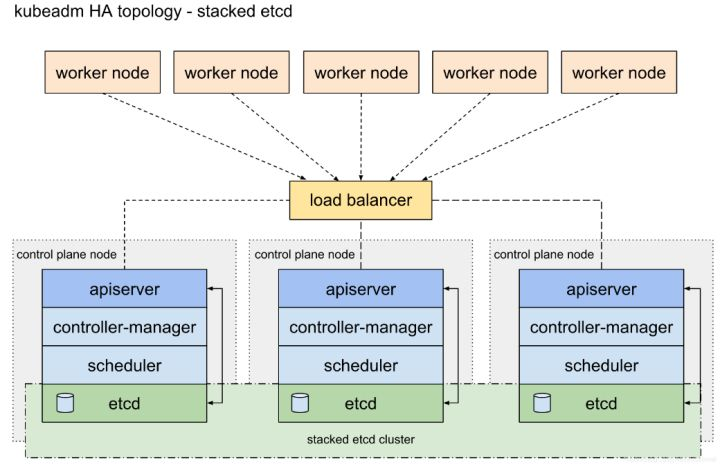 kubeadm HA topology - stacked etcd
worker node
worker node
worker node
worker node
worker node
load balancer
control plane node
control plane node
control plane node
apiserver
apiserver
apiserver
controller-manager
controller-manager
controller-manager
scheduler
scheduler
scheduler
etcd
etcd
etcd
stacked etcd cluster